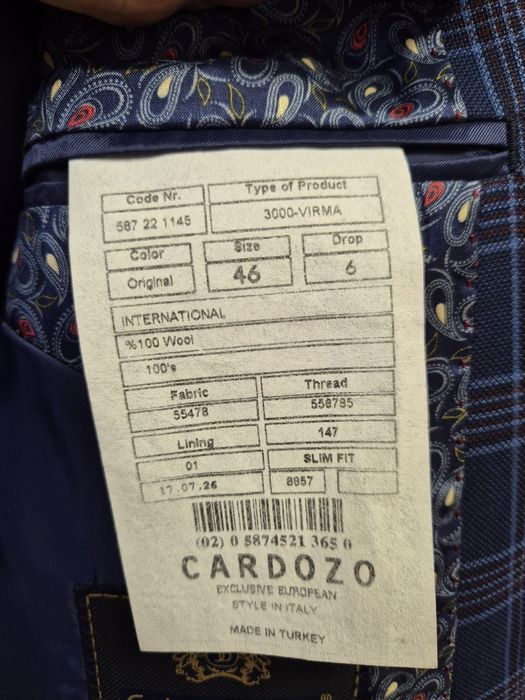 Code Nr. Type of Product
587 22 1145 3000-VIRMA
Color Size Drop
Original 46 6
INTERNATIONAL
%100 Wool
100's
Fabric Thread
55478 558785
Lining 147
01 SLIM FIT
17.07.26 8857
(02) 0 5874521 365 0
CARDOZO
EXCLUSIVE EUROPEAN
STYLE IN ITALY
MADE IN TURKEY